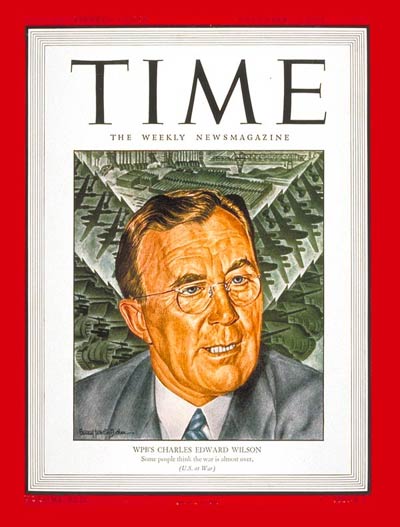 TIME
THE WEEKLY NEWSMAGAZINE
WPB'S CHARLES EDWARD WILSON
Some people think the war is almost over.
(U.S. at War)